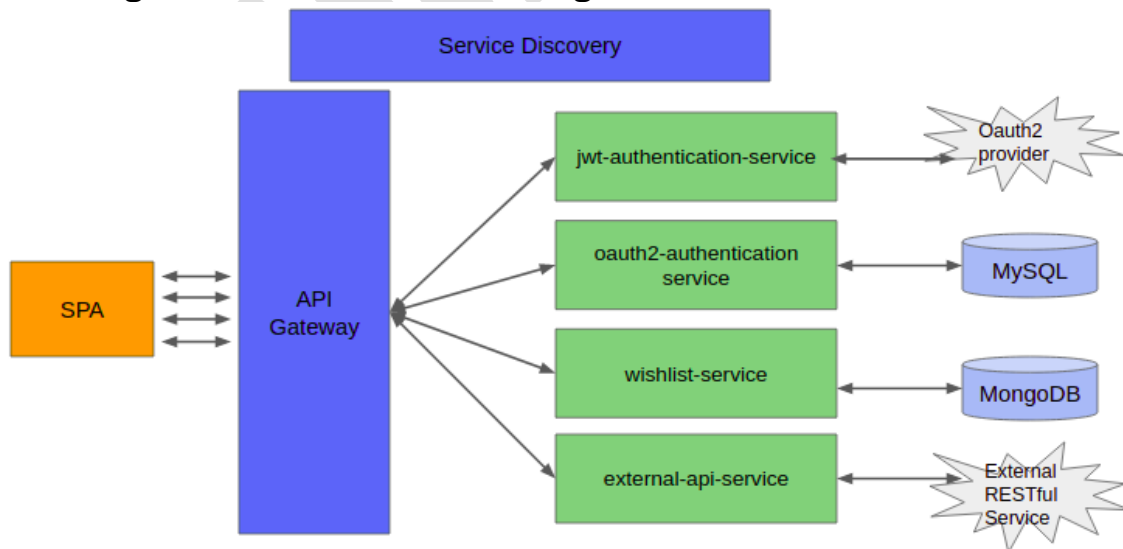 Service Discovery
jwt-authentication-service
Oauth2
provider
oauth2-authentication
service
MySQL
SPA
API
Gateway
wishlist-service
MongoDB
external-api-service
External
RESTful
Service